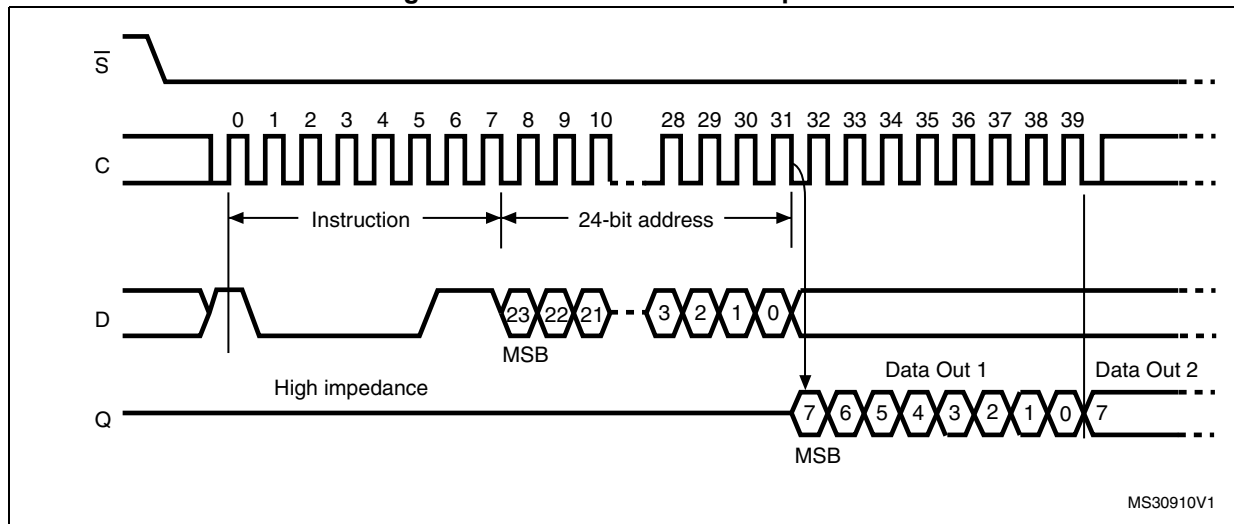 S
0 1 2 3 4 5 6 7 8 9 10 28 29 30 31 32 33 34 35 36 37 38 39
C
Instruction 24-bit address
D 23 22 21 3 2 1 0
MSB
High impedance Data Out 1 Data Out 2
Q 7 6 5 4 3 2 1 0 7
MSB
MS30910V1